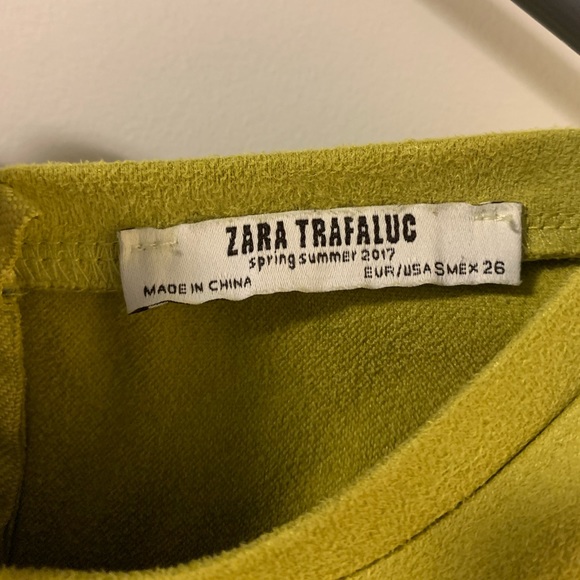 ZARA TRAFALUC
spring summer 2017
EUR/USA S MEX 26
MADE IN CHINA